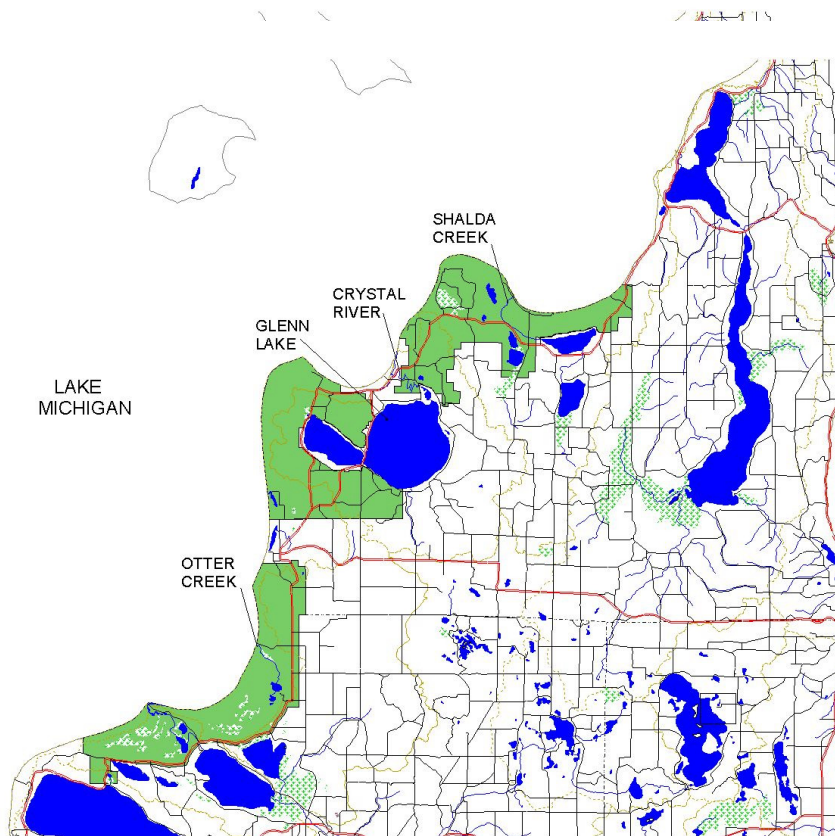 SHALDA
CREEK
CRYSTAL
RIVER
GLENN
LAKE
LAKE
MICHIGAN
OTTER
CREEK